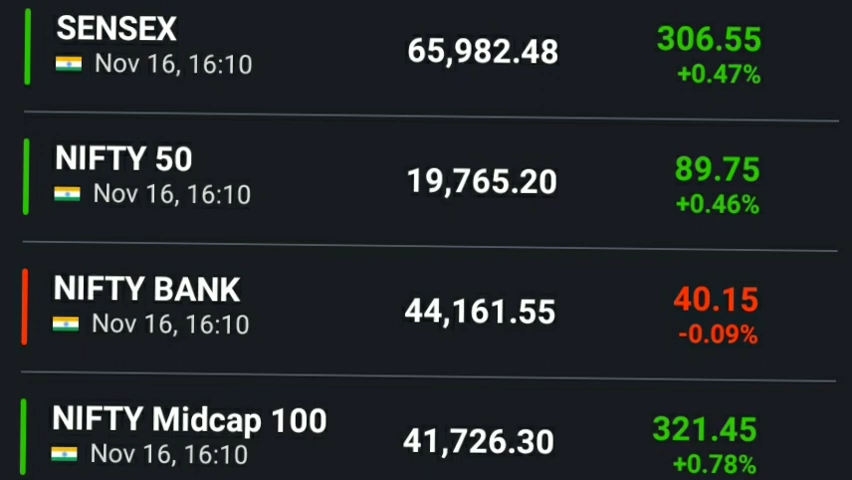 SENSEX
Nov 16, 16:10
65,982.48
306.55
+0.47%
NIFTY 50
Nov 16, 16:10
19,765.20
89.75
+0.46%
NIFTY BANK
Nov 16, 16:10
44,161.55
40.15
-0.09%
NIFTY Midcap 100
Nov 16, 16:10
41,726.30
321.45
+0.78%